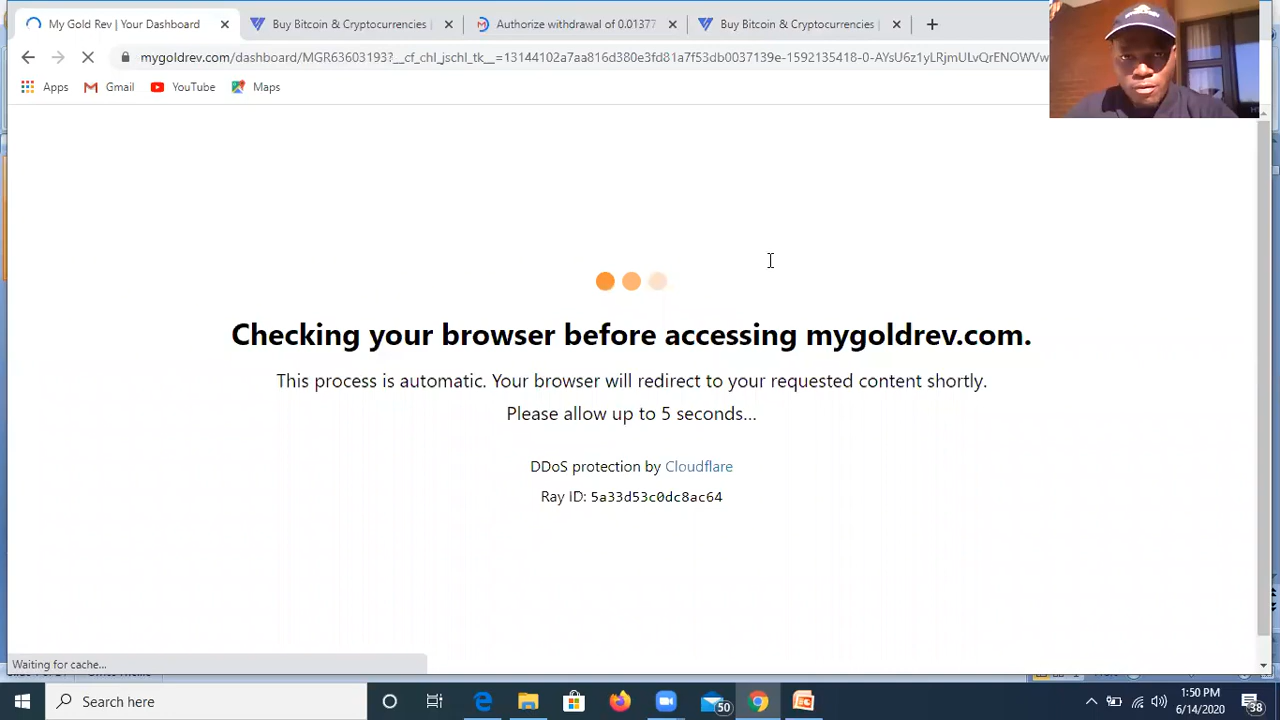 My Gold Rev | Your Dashboard
Buy Bitcoin & Cryptocurrencies
Authorize withdrawal of 0.01377
Buy Bitcoin & Cryptocurrencies
mygoldrev.com/dashboard/MGR63603193?__cf_chl_jschl_tk__=13144102a7aa816d380e3fd81a7f53db0037139e-1592135418-0-AYsU6z1yLRjmULvQrENOWVw
Apps
Gmail
YouTube
Maps
Checking your browser before accessing mygoldrev.com.
This process is automatic. Your browser will redirect to your requested content shortly.
Please allow up to 5 seconds...
DDoS protection by Cloudflare
Ray ID: 5a33d53c0dc8ac64
Waiting for cache...
Search here
50
1:50 PM
6/14/2020
38